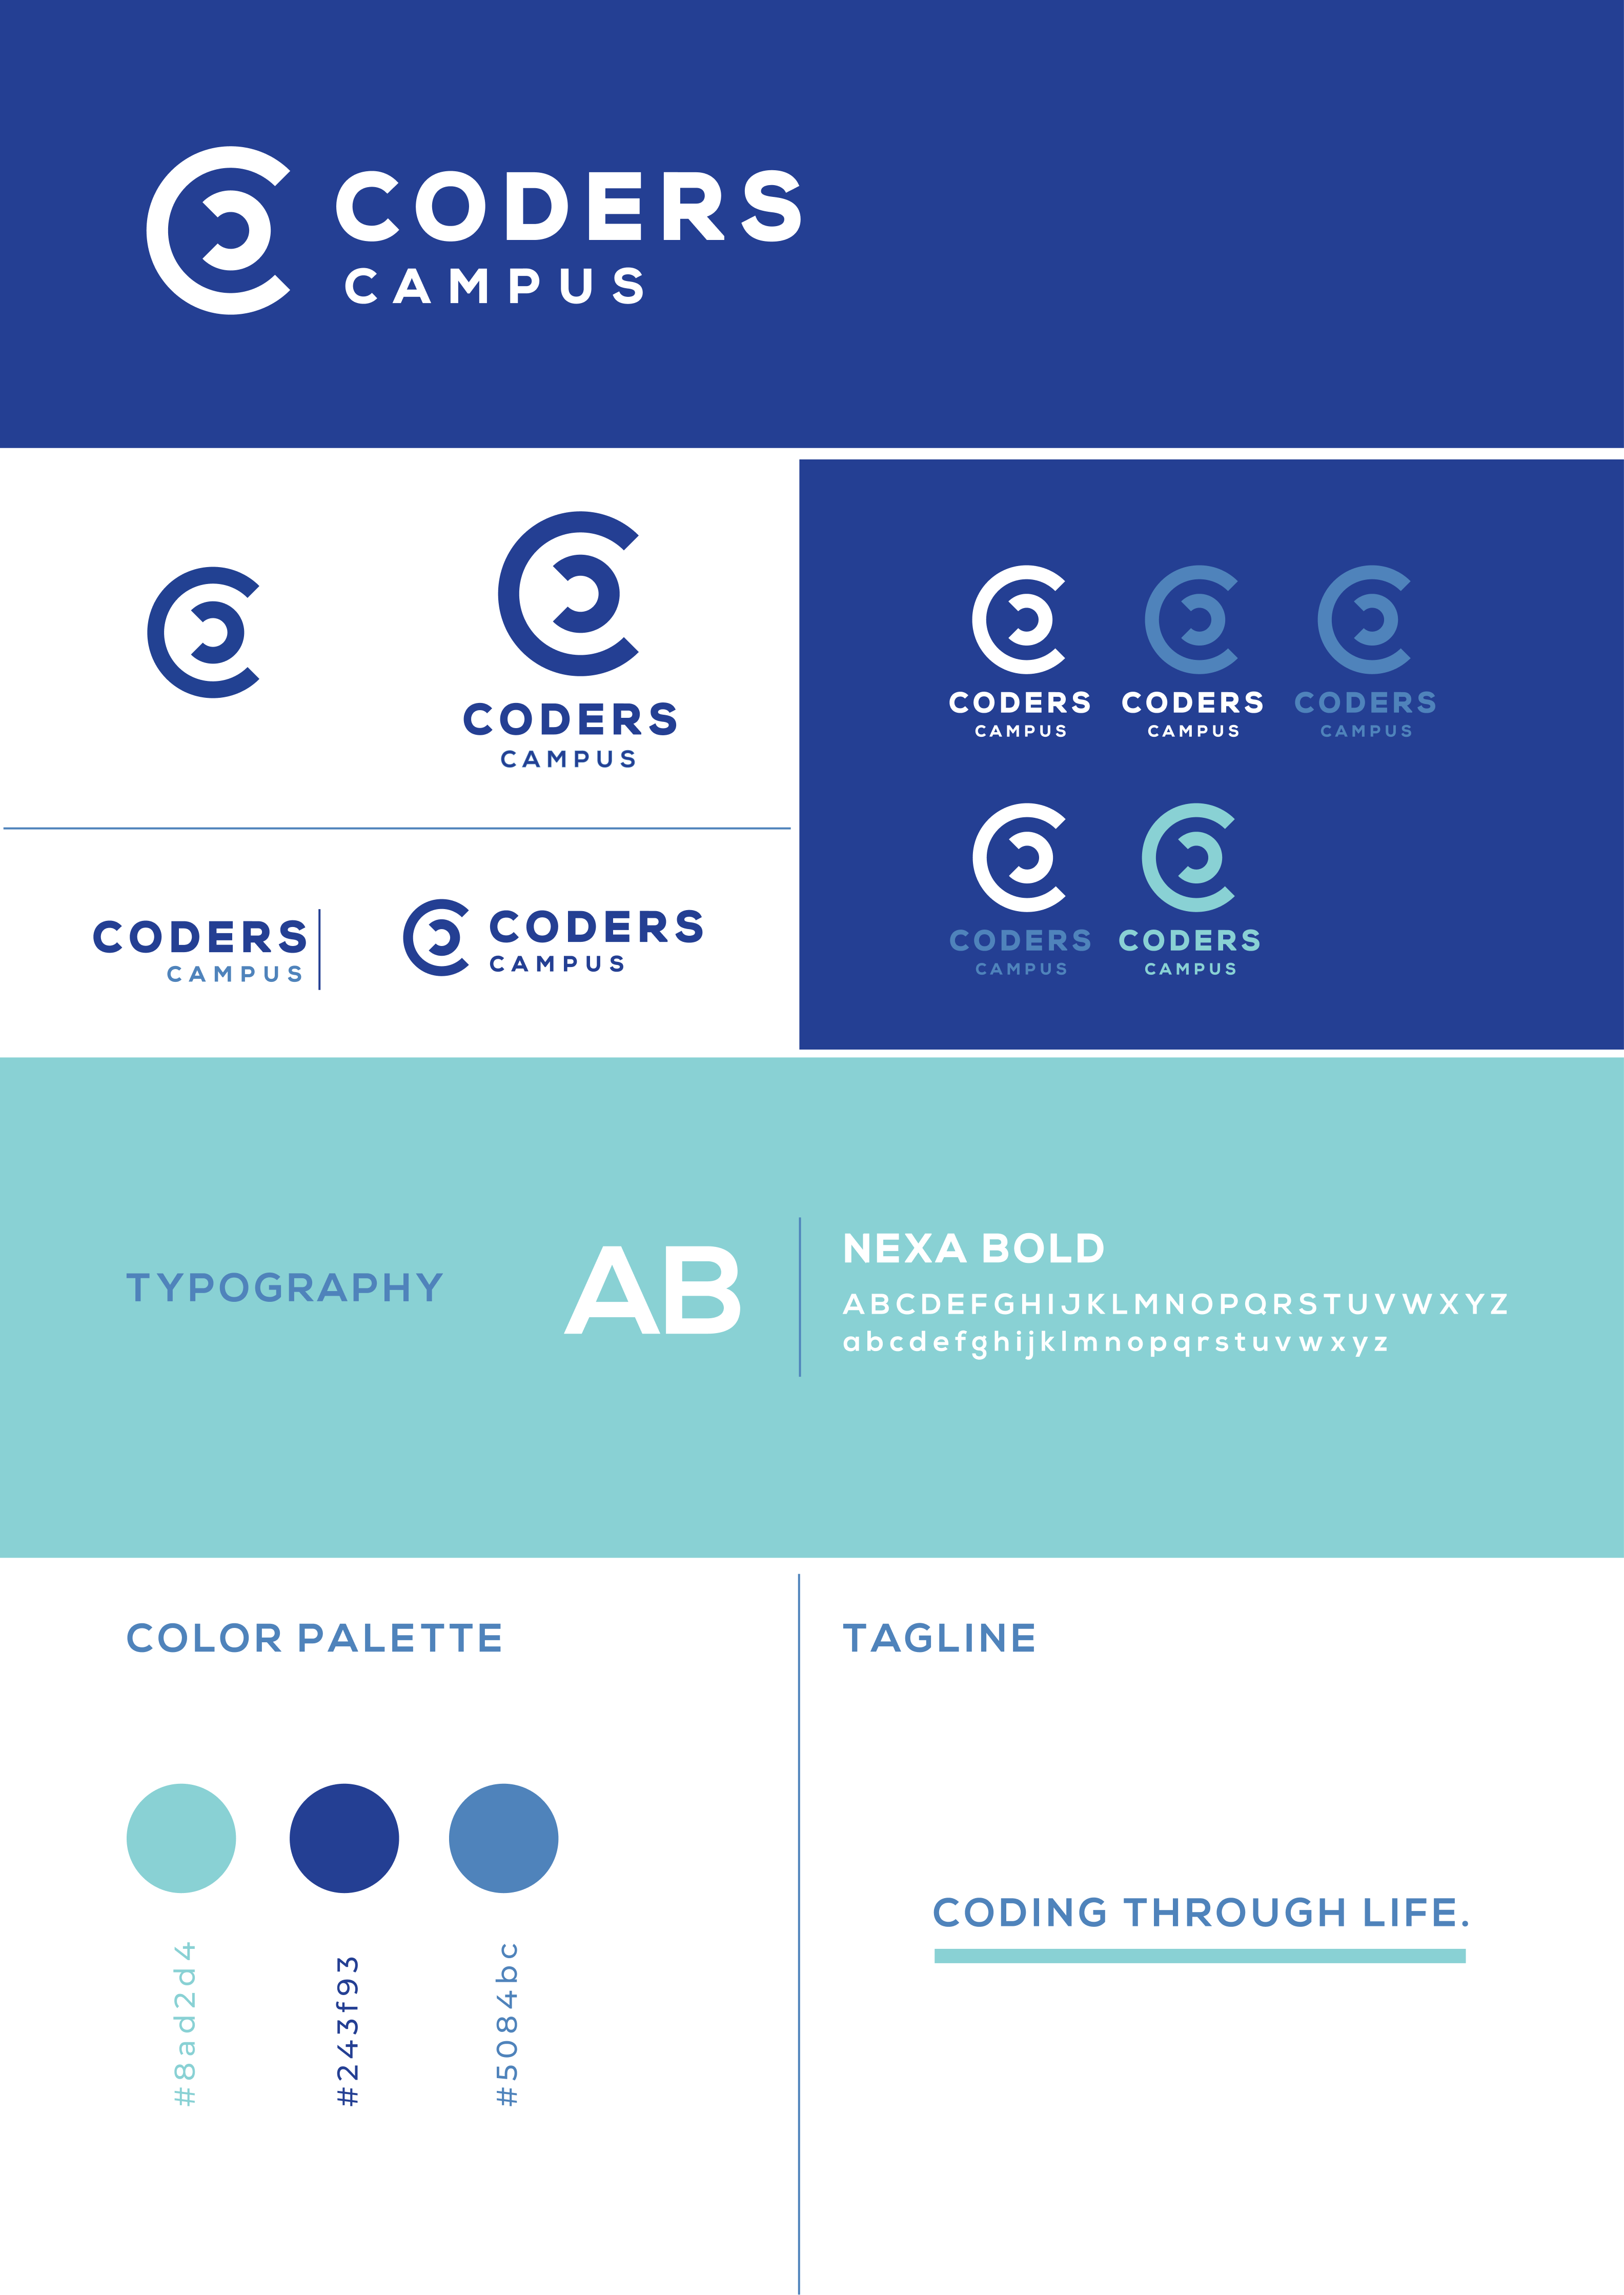 CODERS
CAMPUS
CODERS
CAMPUS
CODERS
CAMPUS
CODERS
CAMPUS
CODERS CODERS CODERS
CAMPUS CAMPUS CAMPUS
CODERS CODERS
CAMPUS CAMPUS
TYPOGRAPHY
AB
NEXA BOLD
ABCDEFGHIJKLMNOPQRSTUVWXYZ
abcdefghijklmnopqrstuvwxyz
COLOR PALETTE
#8ad2d4
#243f93
#5084bc
TAGLINE
CODING THROUGH LIFE.